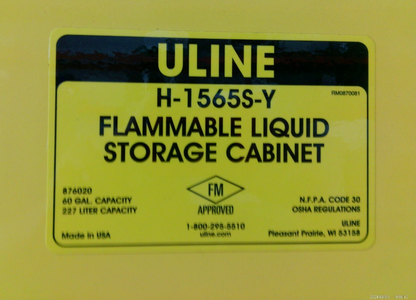 ULINE
H-1565S-Y
RM0870081
FLAMMABLE LIQUID
STORAGE CABINET
876020
60 GAL. CAPACITY
227 LITER CAPACITY
Made in USA
FM
APPROVED
1-800-295-5510
uline.com
N.F.P.A. CODE 30
OSHA REGULATIONS
ULINE
Pleasant Prairie, WI 53158